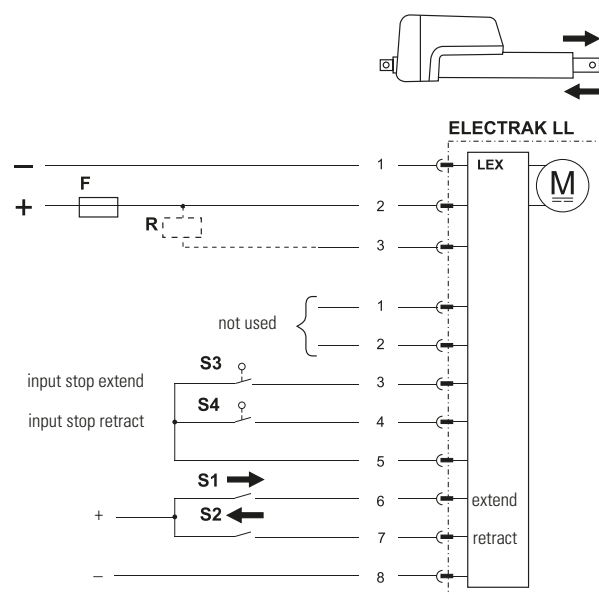 ELECTRAK LL
– 1 LEX
F M
+ 2
R
3
1
not used
2
S3
input stop extend 3
S4
input stop retract 4
5
S1
6 extend
+ S2
7 retract
– 8